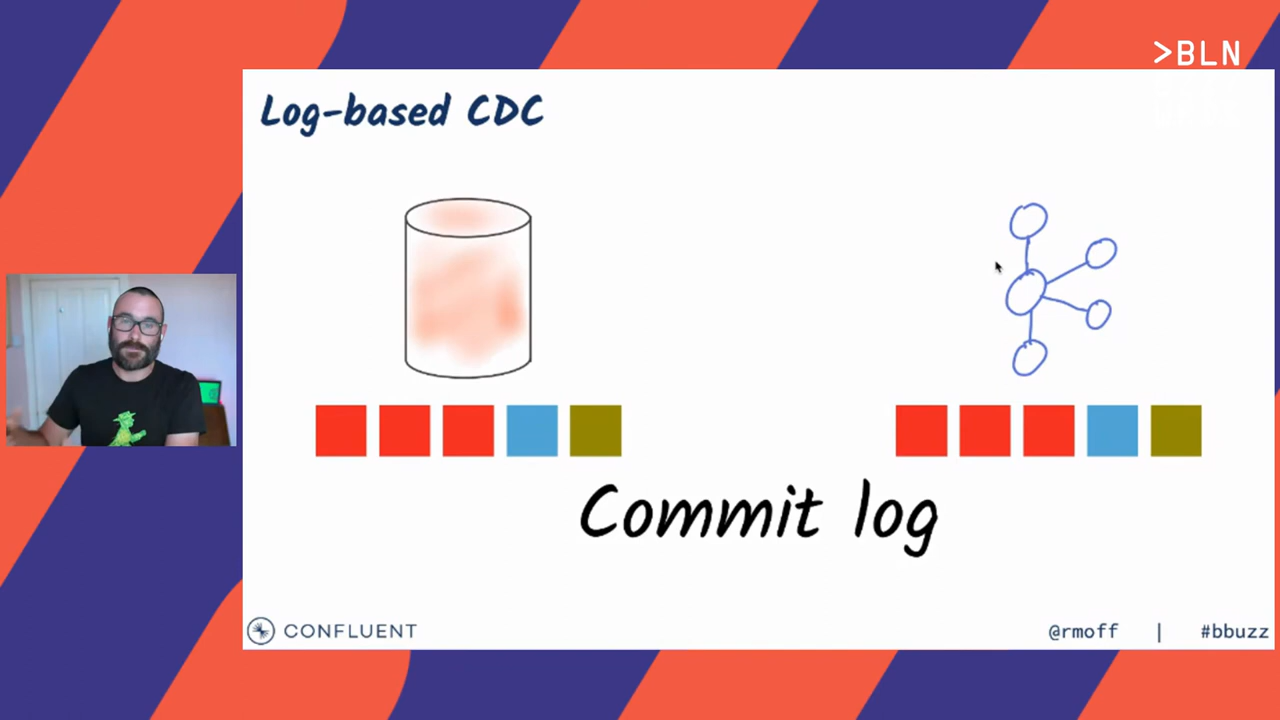 >BLN
Log-based CDC
Commit log
CONFLUENT
@rmoff | #bbuzz